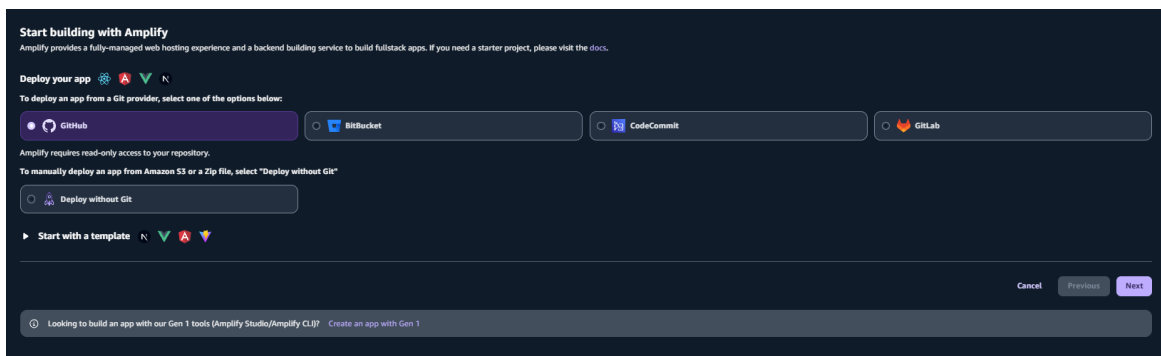 Start building with Amplify
Amplify provides a fully-managed web hosting experience and a backend building service to build fullstack apps. If you need a starter project, please visit the docs.
Deploy your app
To deploy an app from a Git provider, select one of the options below:
GitHub
BitBucket
CodeCommit
GitLab
Amplify requires read-only access to your repository.
To manually deploy an app from Amazon S3 or a Zip file, select "Deploy without Git"
Deploy without Git
Start with a template
Cancel
Previous
Next
Looking to build an app with our Gen 1 tools (Amplify Studio/Amplify CLI)? Create an app with Gen 1